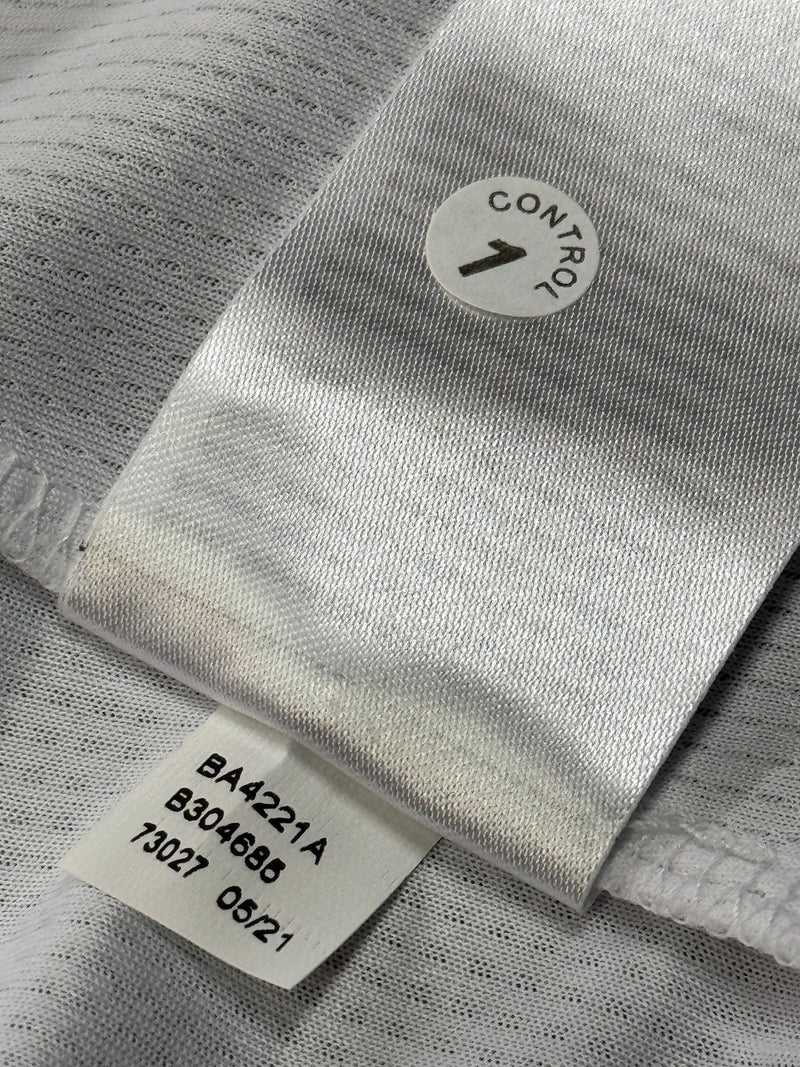 CONTROL
1
BA4221A
B304685
73027 05/21